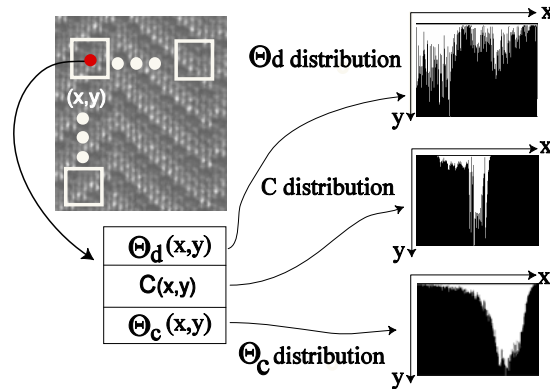 (x,y)
Θd(x,y)
C(x,y)
Θc(x,y)
x
Θd distribution
y
x
C distribution
y
x
Θc distribution
y